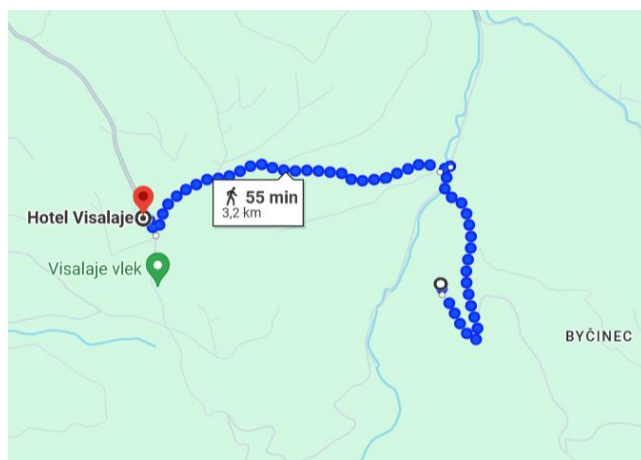 55 min
3,2 km
Hotel Visalaje
Visalaje vlek
BYČINEC